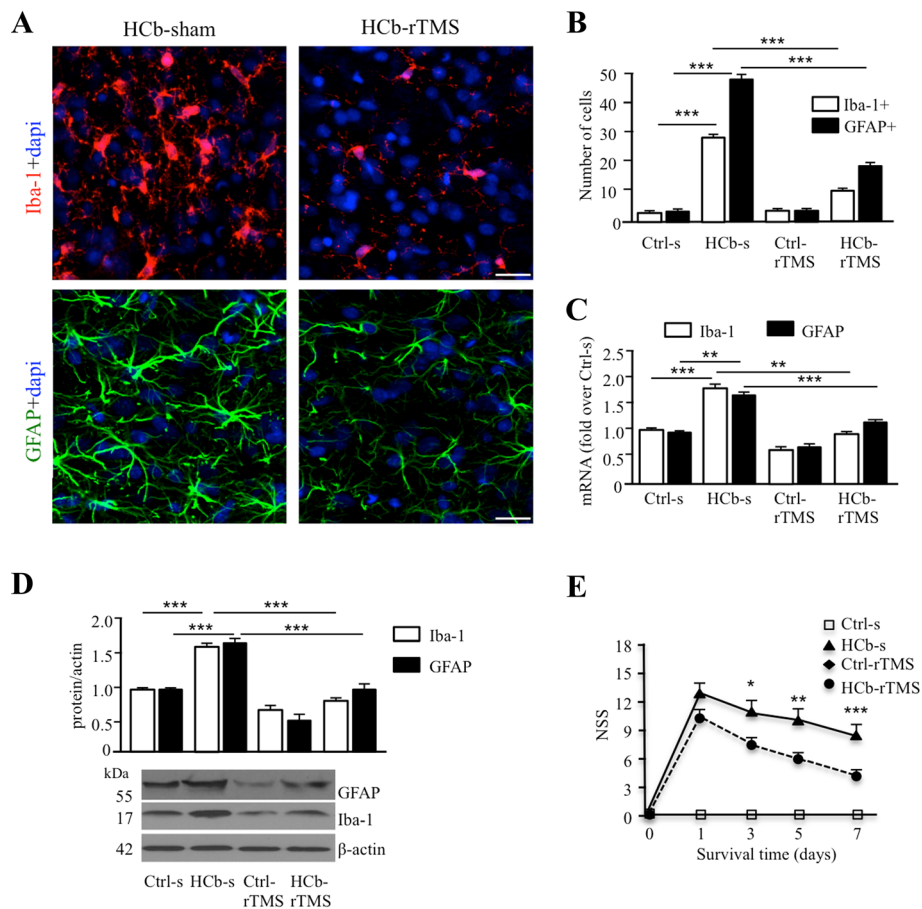 A
HCb-sham
HCb-rTMS
Iba-1+dapi
GFAP+dapi
B
***
***
***
***
Number of cells
50
40
30
20
10
0
Iba-1+
GFAP+
Ctrl-s
HCb-s
Ctrl-
rTMS
HCb-
rTMS
C
Iba-1
GFAP
mRNA (fold over Ctrl-s)
2.5
2.0
1.5
1.0
0.5
0
**
***
**
***
Ctrl-s
HCb-s
Ctrl-
rTMS
HCb-
rTMS
D
***
***
***
***
protein/actin
2.0
1.5
1.0
0.5
0
Iba-1
GFAP
kDa
55
17
42
GFAP
Iba-1
β-actin
Ctrl-s
HCb-s
Ctrl-
rTMS
HCb-
rTMS
E
Ctrl-s
HCb-s
Ctrl-rTMS
HCb-rTMS
NSS
18
15
12
9
6
3
0
*
**
***
0
1
3
5
7
Survival time (days)